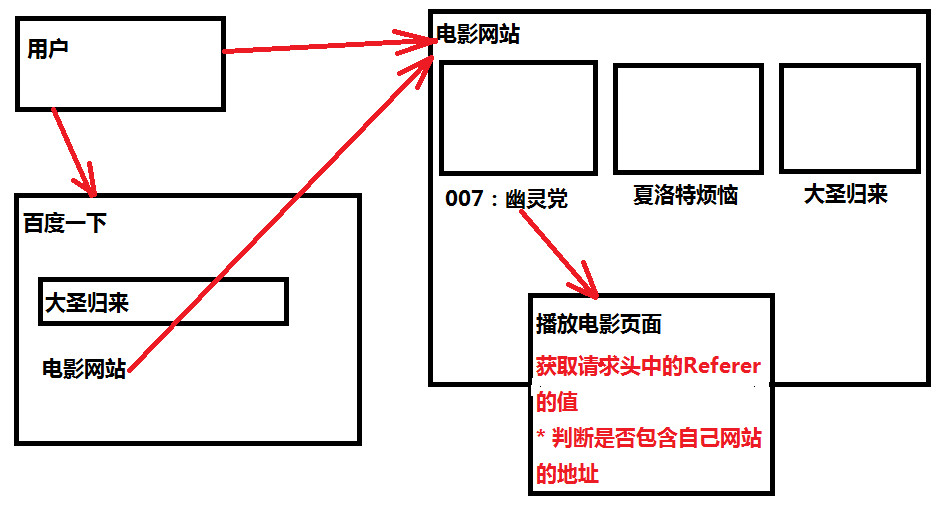 用户
百度一下
大圣归来
电影网站
电影网站
007：幽灵党
夏洛特烦恼
大圣归来
播放电影页面
获取请求头中的Referer
的值
* 判断是否包含自己网站
的地址